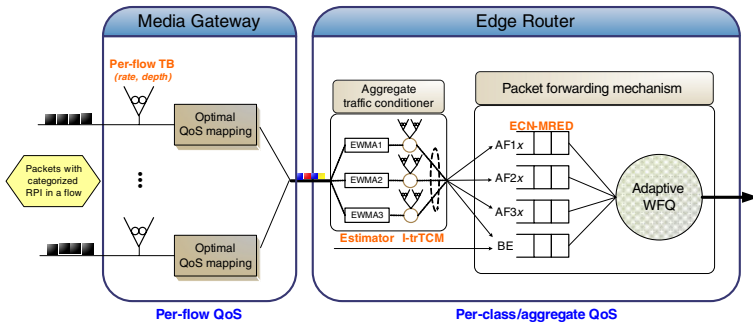 Media Gateway
Edge Router
Per-flow TB
(rate, depth)
Optimal
QoS mapping
Packets with
categorized
RPI in a flow
Optimal
QoS mapping
Aggregate
traffic conditioner
EWMA1
EWMA2
EWMA3
Estimator
I-trTCM
Packet forwarding mechanism
ECN-MRED
AF1x
AF2x
AF3x
BE
Adaptive
WFQ
Per-flow QoS
Per-class/aggregate QoS